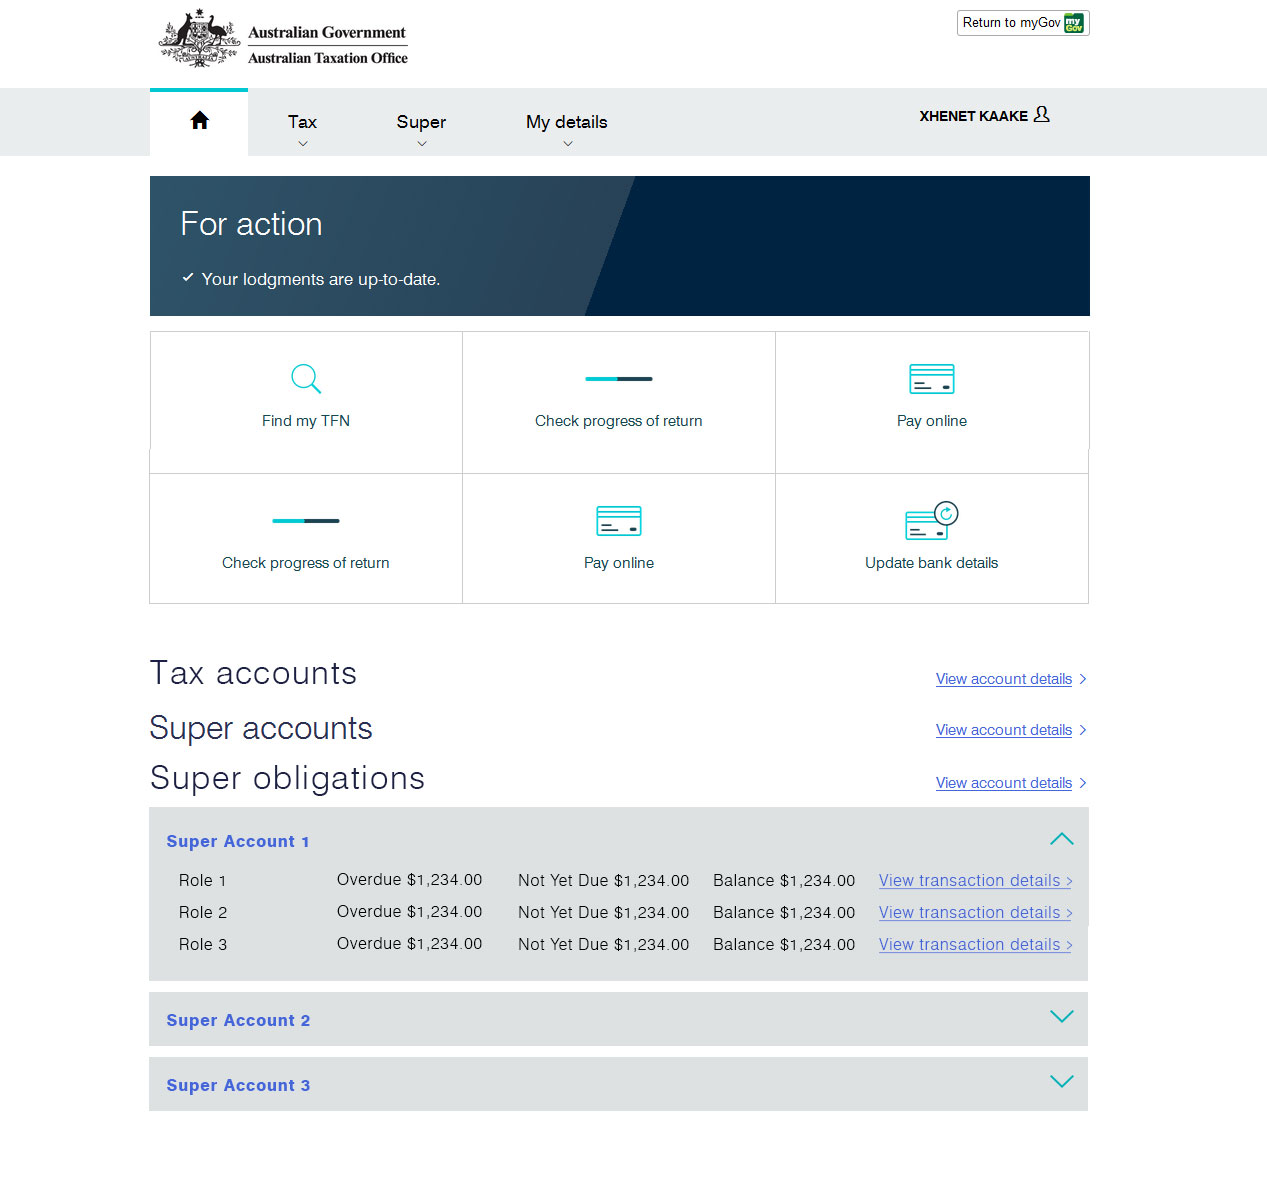 Australian Government
Australian Taxation Office
Return to myGov
my
Gov
Tax
Super
My details
XHENET KAAKE
For action
Your lodgments are up-to-date.
Find my TFN
Check progress of return
Pay online
Check progress of return
Pay online
Update bank details
Tax accounts
View account details >
Super accounts
View account details >
Super obligations
View account details >
Super Account 1
Role 1 Overdue $1,234.00 Not Yet Due $1,234.00 Balance $1,234.00 View transaction details >
Role 2 Overdue $1,234.00 Not Yet Due $1,234.00 Balance $1,234.00 View transaction details >
Role 3 Overdue $1,234.00 Not Yet Due $1,234.00 Balance $1,234.00 View transaction details >
Super Account 2
Super Account 3